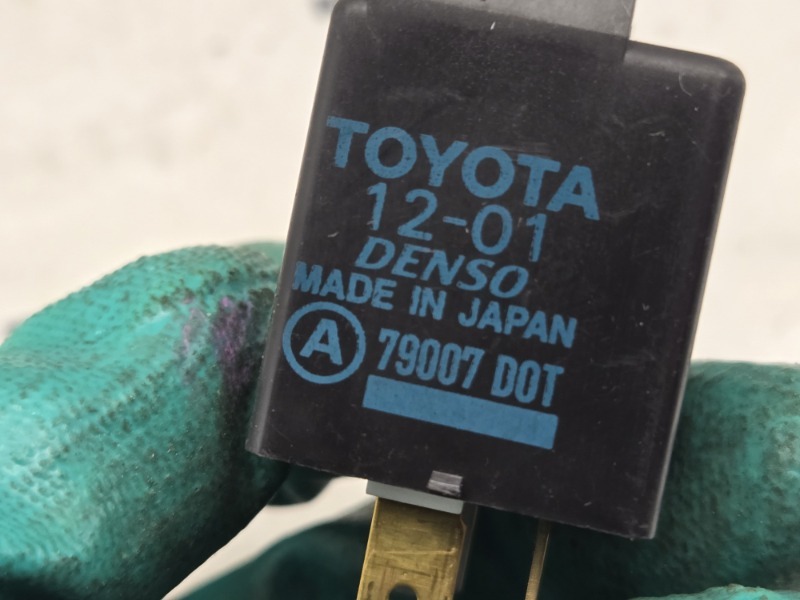 TOYOTA
12-01
DENSO
MADE IN JAPAN
A 79007 DOT